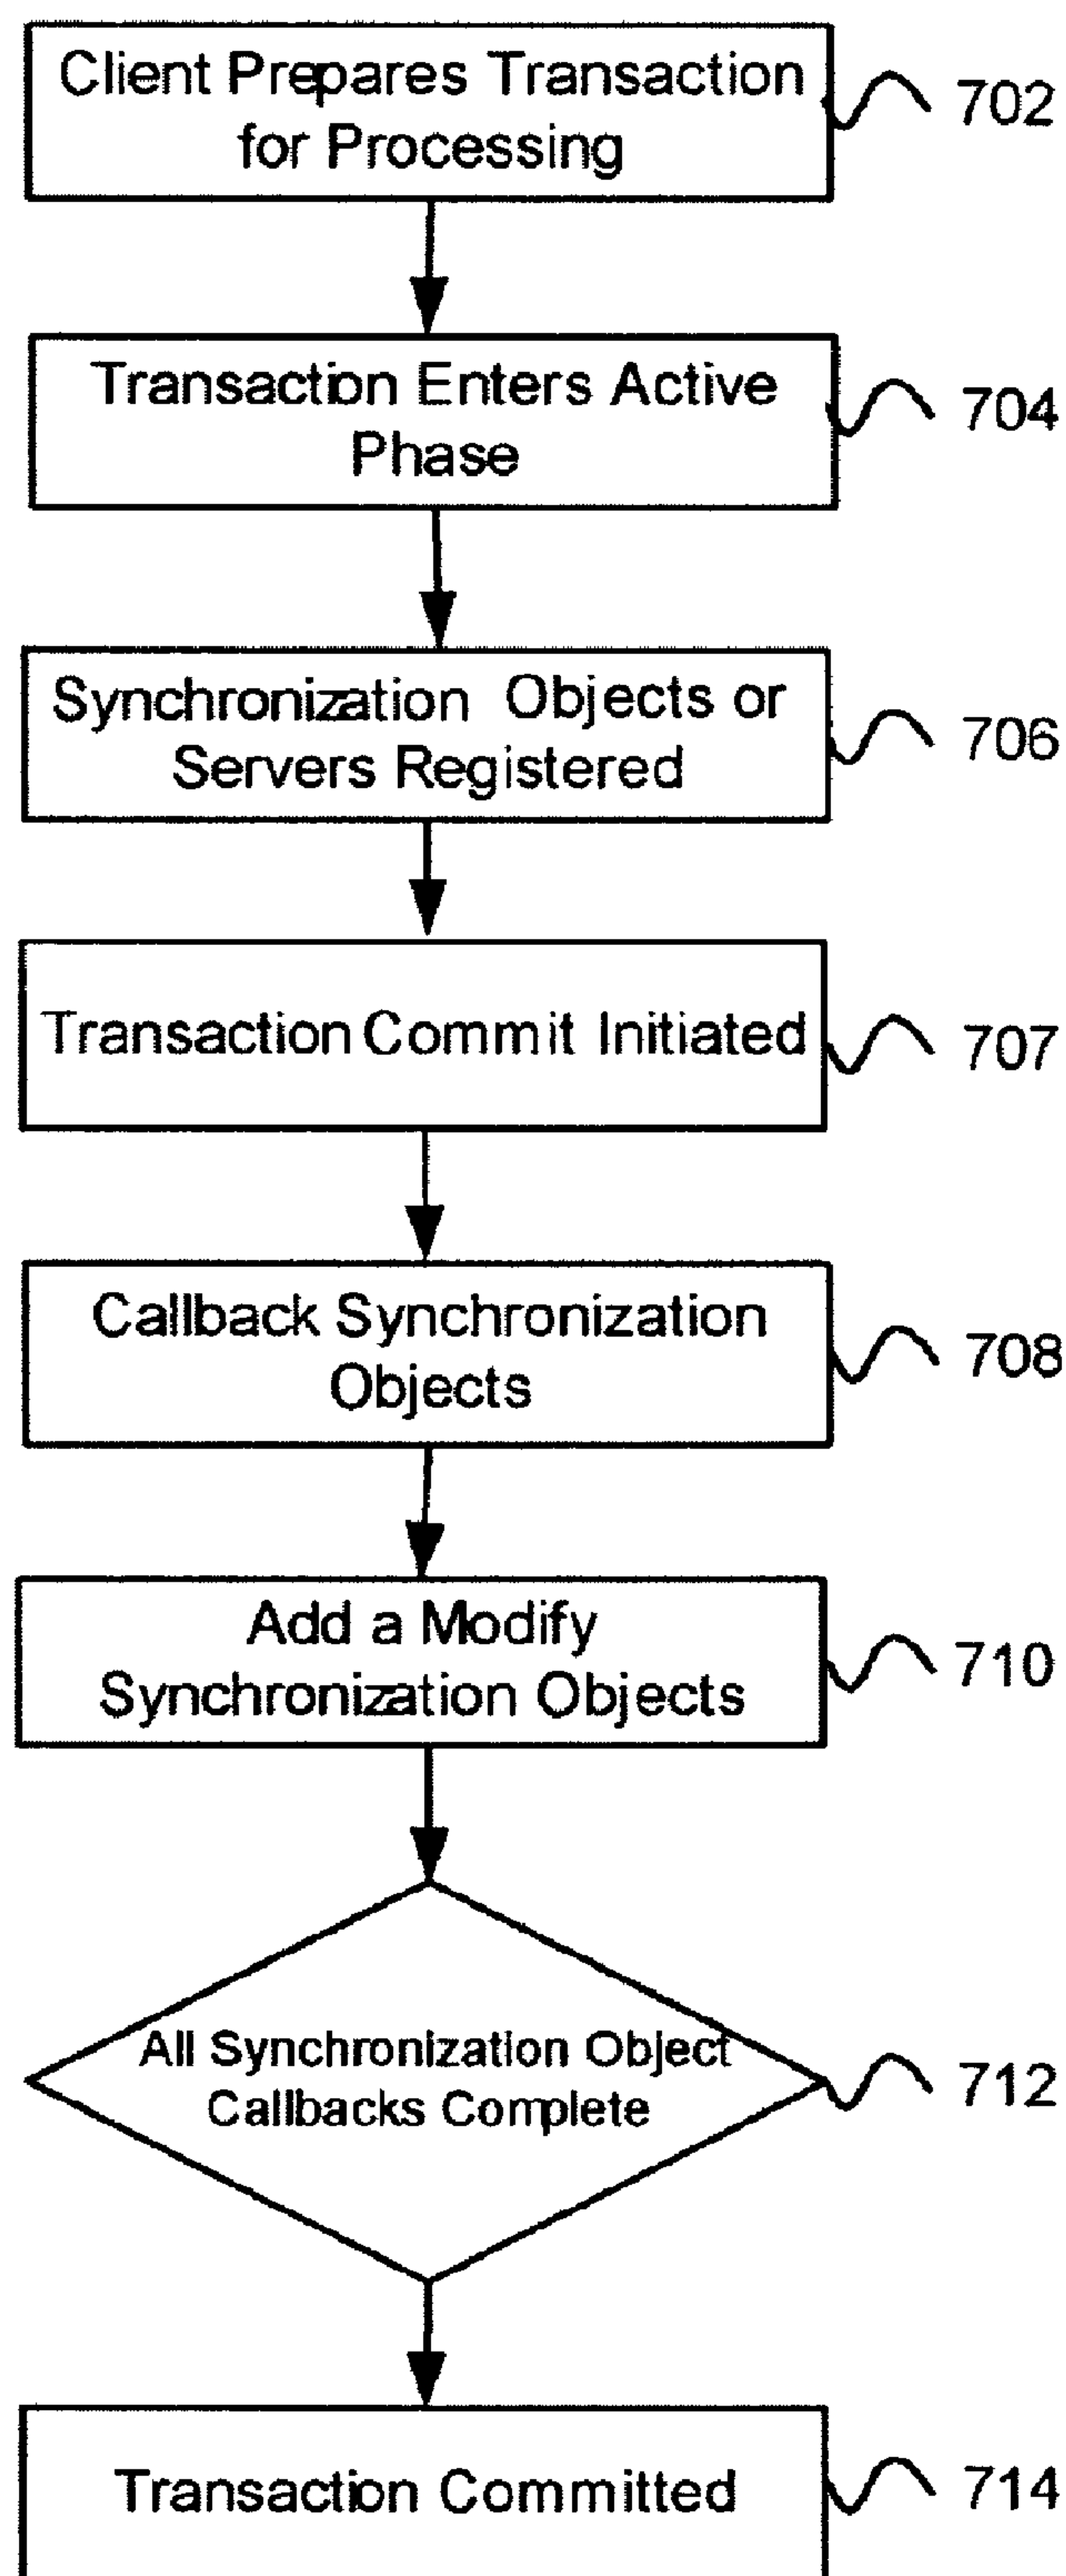 Client Prepares Transaction
for Processing
702
Transaction Enters Active
Phase
704
Synchronization Objects or
Servers Registered
706
Transaction Commit Initiated
707
Callback Synchronization
Objects
708
Add a Modify
Synchronization Objects
710
All Synchronization Object
Callbacks Complete
712
Transaction Committed
714